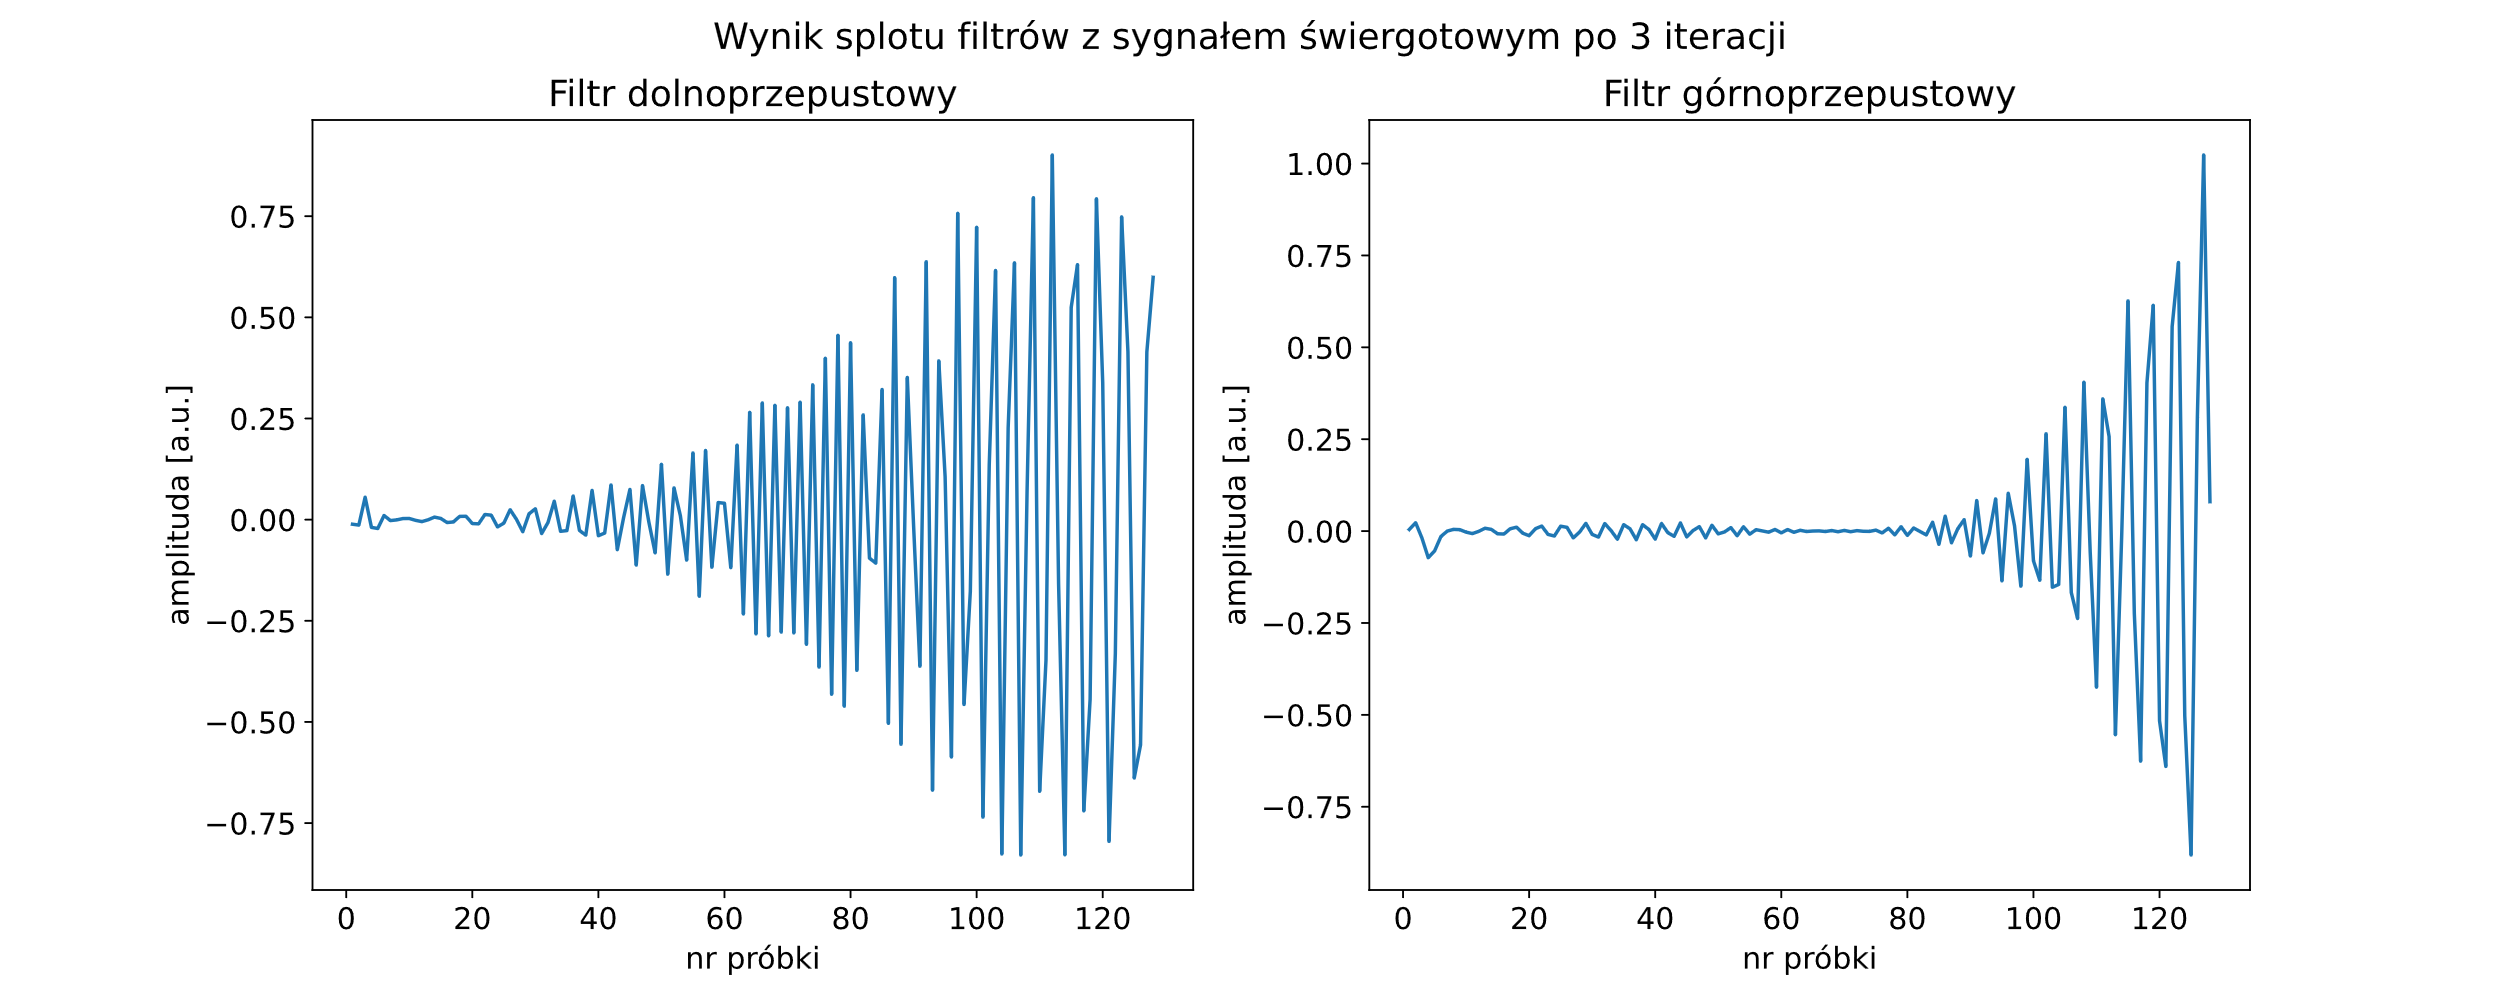 Wynik splotu filtrów z sygnałem świergotowym po 3 iteracji
Filtr dolnoprzepustowy
amplituda [a.u.]
0.75
0.50
0.25
0.00
−0.25
−0.50
−0.75
0 20 40 60 80 100 120
nr próbki
Filtr górnoprzepustowy
amplituda [a.u.]
1.00
0.75
0.50
0.25
0.00
−0.25
−0.50
−0.75
0 20 40 60 80 100 120
nr próbki